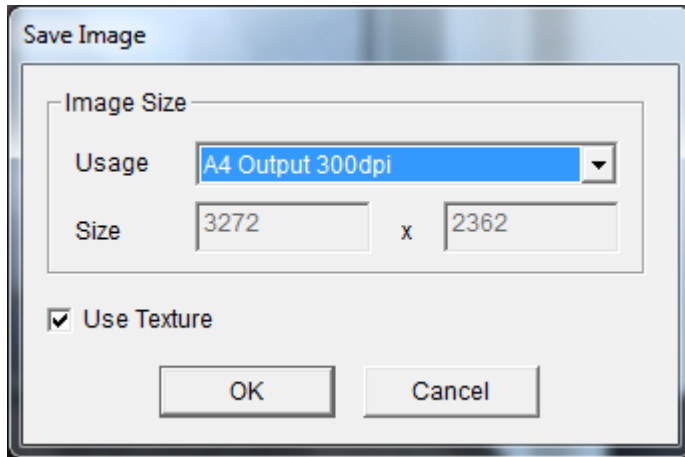 Save Image
Image Size
Usage A4 Output 300dpi
Size 3272 x 2362
Use Texture
OK Cancel